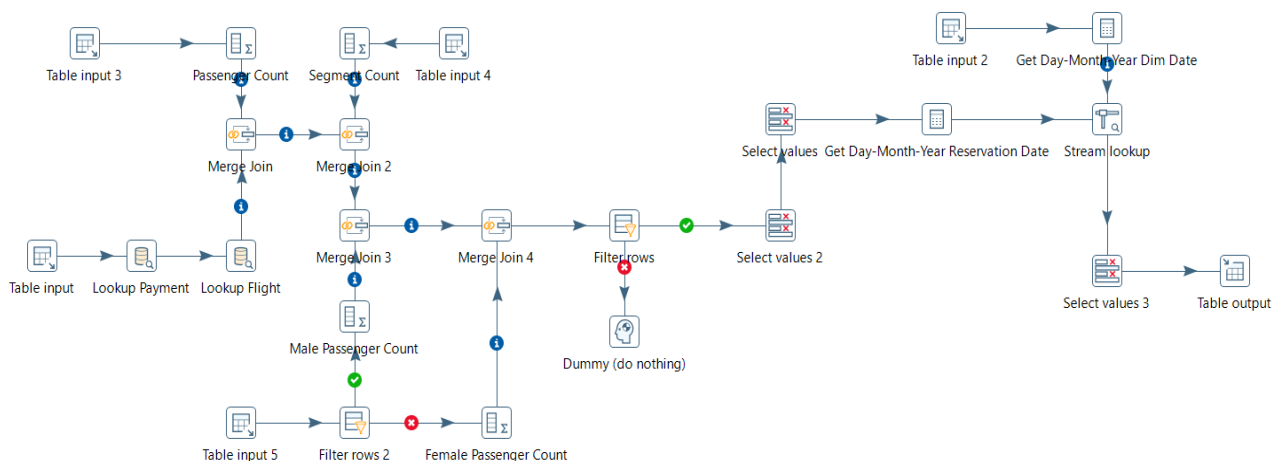 Table input 3
Passenger Count
Segment Count
Table input 4
Table input 2
Get Day-Month-Year Dim Date
Merge Join
Merge Join 2
Select values
Get Day-Month-Year Reservation Date
Stream lookup
Table input
Lookup Payment
Lookup Flight
Merge Join 3
Merge Join 4
Filter rows
Select values 2
Select values 3
Table output
Male Passenger Count
Dummy (do nothing)
Table input 5
Filter rows 2
Female Passenger Count